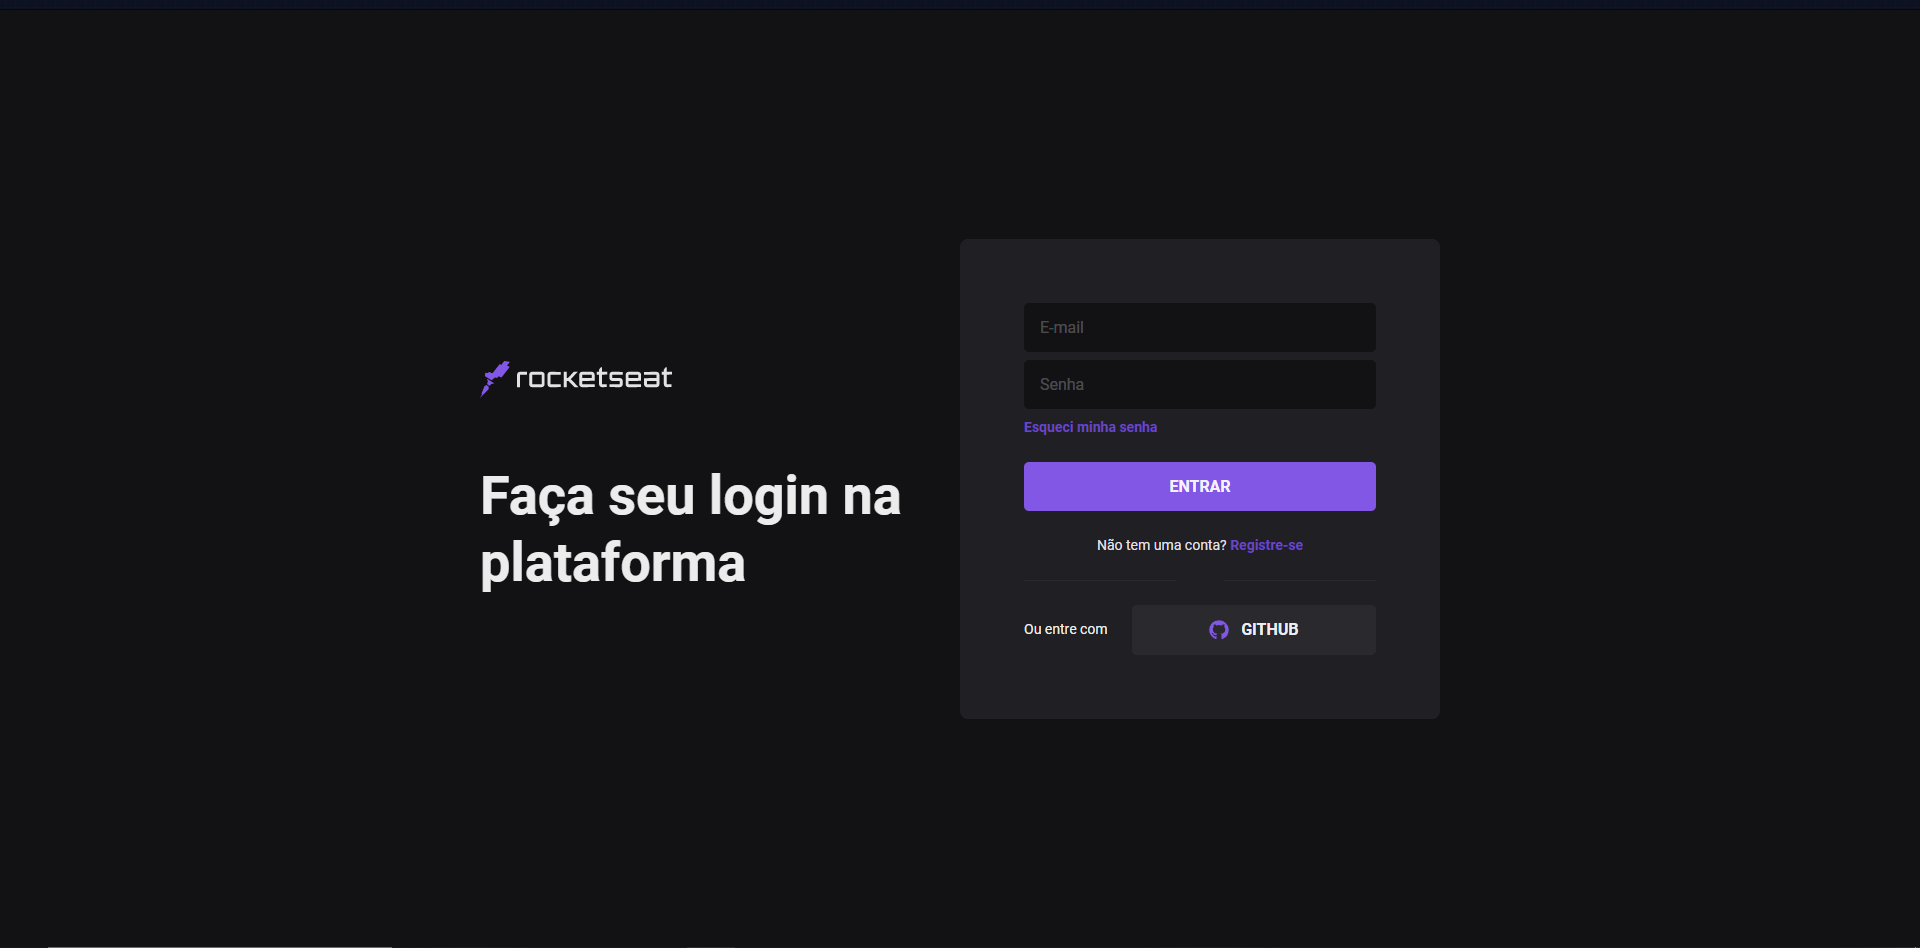 rocketseat
Faça seu login na
plataforma
E-mail
Senha
Esqueci minha senha
ENTRAR
Não tem uma conta? Registre-se
Ou entre com
GITHUB